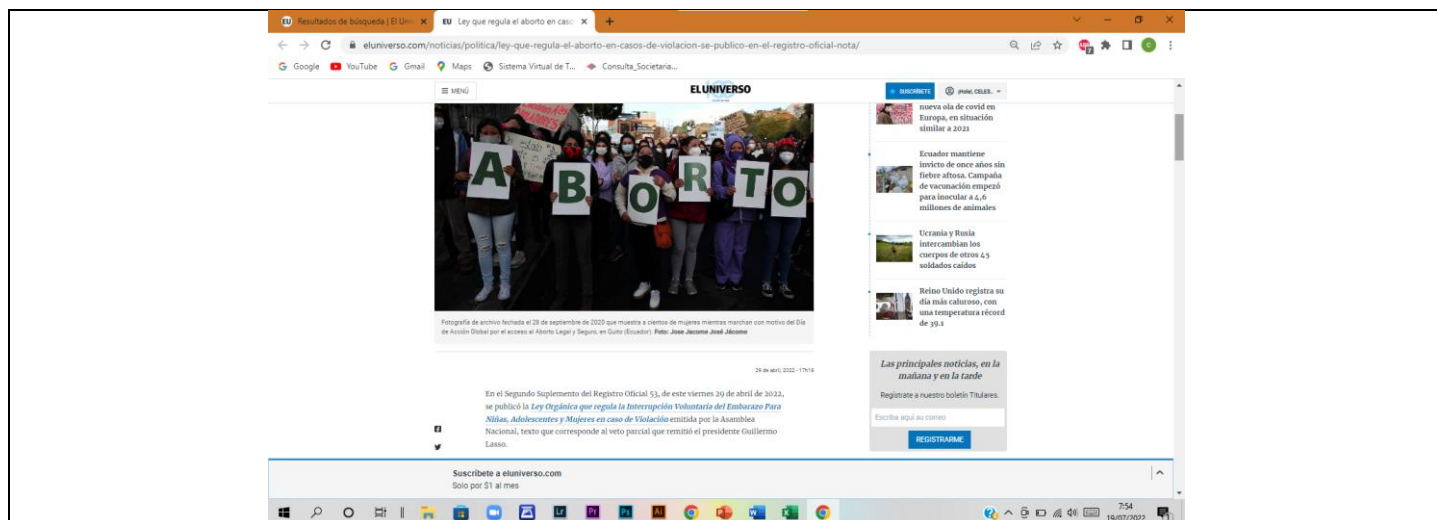 Resultados de búsqueda | El Univ
EU Ley que regula el aborto en caso
eluniverso.com/noticias/politica/ley-que-regula-el-aborto-en-casos-de-violacion-se-publico-en-el-registro-oficial-nota/
Google YouTube Gmail Maps Sistema Virtual de T... Consulta_Societaria...
MENÚ
EL UNIVERSO
SUSCRÍBETE
ABORTO
nueva ola de covid en
Europa, en situación
similar a 2021
Ecuador mantiene
invicto de once años sin
fiebre aftosa. Campaña
de vacunación empezó
para inocular a 4,6
millones de animales
Ucrania y Rusia
intercambian los
cuerpos de otros 45
soldados caídos
Reino Unido registra su
día más caluroso, con
una temperatura récord
de 39.1
Fotografía de archivo fechada el 28 de septiembre de 2020 que muestra a cientos de mujeres mientras marchan con motivo del Día
de Acción Global por el acceso al Aborto Legal y Seguro, en Quito (Ecuador). Foto: Jose Jacome José Jácome
29 de abril, 2022 - 17h16
En el Segundo Suplemento del Registro Oficial 53, de este viernes 29 de abril de 2022,
se publicó la Ley Orgánica que regula la Interrupción Voluntaria del Embarazo Para
Niñas, Adolescentes y Mujeres en caso de Violación emitida por la Asamblea
Nacional, texto que corresponde al veto parcial que remitió el presidente Guillermo
Lasso.
Las principales noticias, en la
mañana y en la tarde
Regístrate a nuestro boletín Titulares.
Escriba aquí su correo
REGISTRARME
Suscríbete a eluniverso.com
Solo por $1 al mes
7:54
19/07/2022